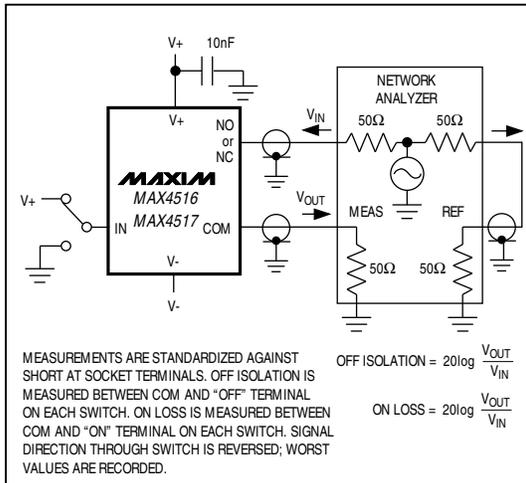 V+
10nF
V+
NO
or
NC
MAXIM
MAX4516
MAX4517
V+
IN
COM
V-
V-
NETWORK
ANALYZER
VIN
50Ω
50Ω
VOUT
MEAS
REF
50Ω
50Ω
MEASUREMENTS ARE STANDARDIZED AGAINST
SHORT AT SOCKET TERMINALS. OFF ISOLATION IS
MEASURED BETWEEN COM AND “OFF” TERMINAL
ON EACH SWITCH. ON LOSS IS MEASURED BETWEEN
COM AND “ON” TERMINAL ON EACH SWITCH. SIGNAL
DIRECTION THROUGH SWITCH IS REVERSED; WORST
VALUES ARE RECORDED.
OFF ISOLATION = 20log VOUT
VIN
ON LOSS = 20log VOUT
VIN